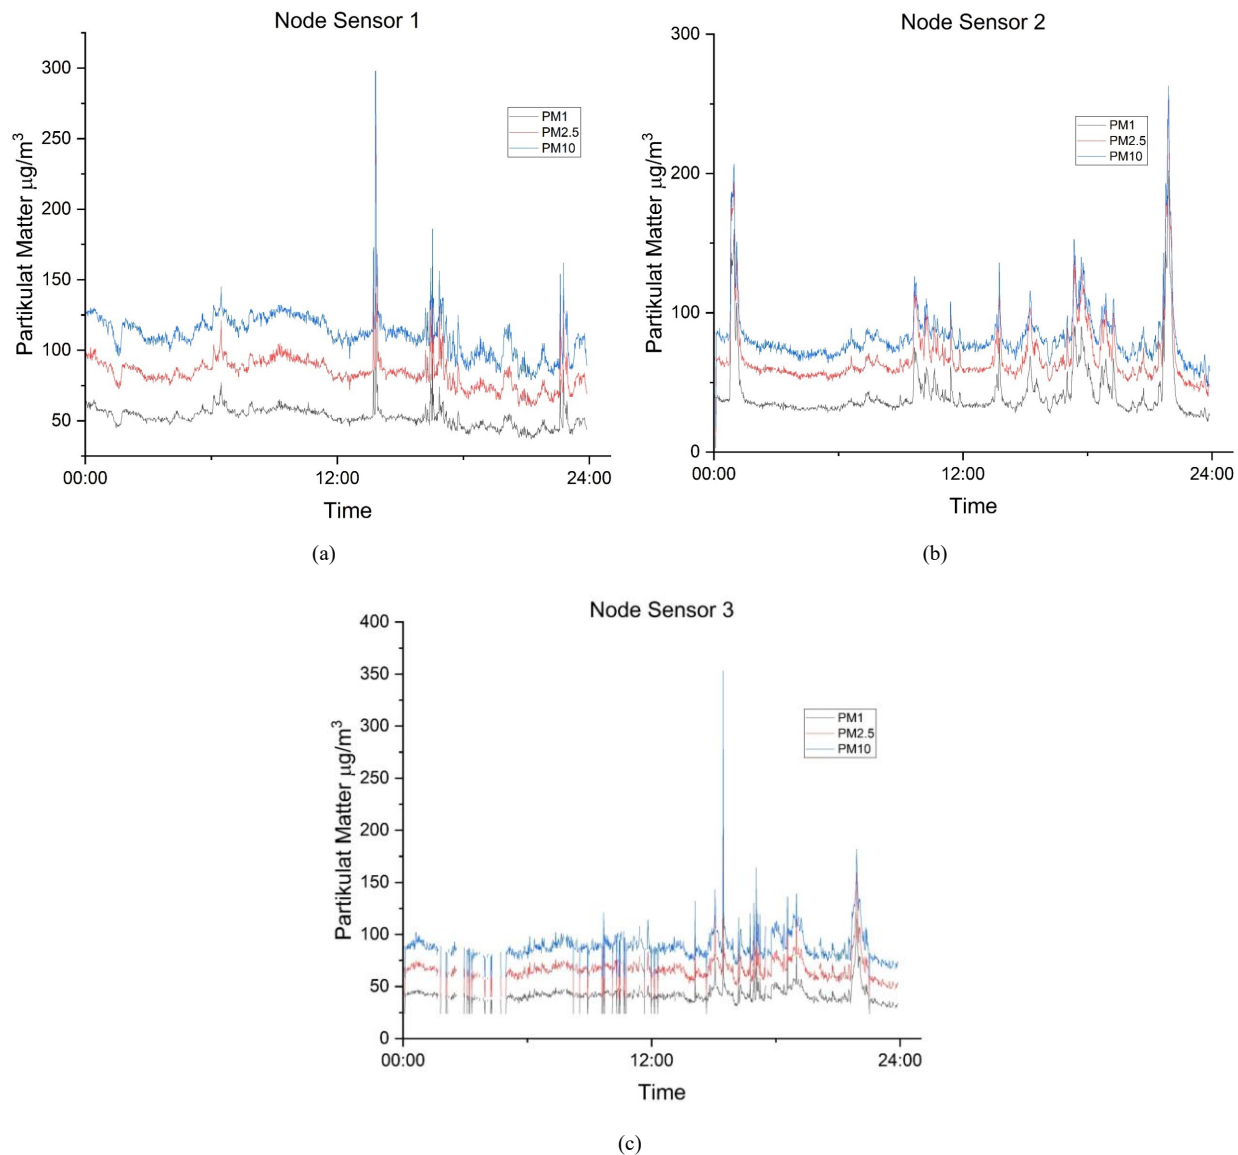 Node Sensor 1
Partikulat Matter μg/m³
300
250
200
150
100
50
PM1
PM2.5
PM10
00:00
12:00
24:00
Time
(a)
Node Sensor 2
Partikulat Matter μg/m³
300
200
100
0
PM1
PM2.5
PM10
00:00
12:00
24:00
Time
(b)
Node Sensor 3
Partikulat Matter μg/m³
400
350
300
250
200
150
100
50
0
PM1
PM2.5
PM10
00:00
12:00
24:00
Time
(c)